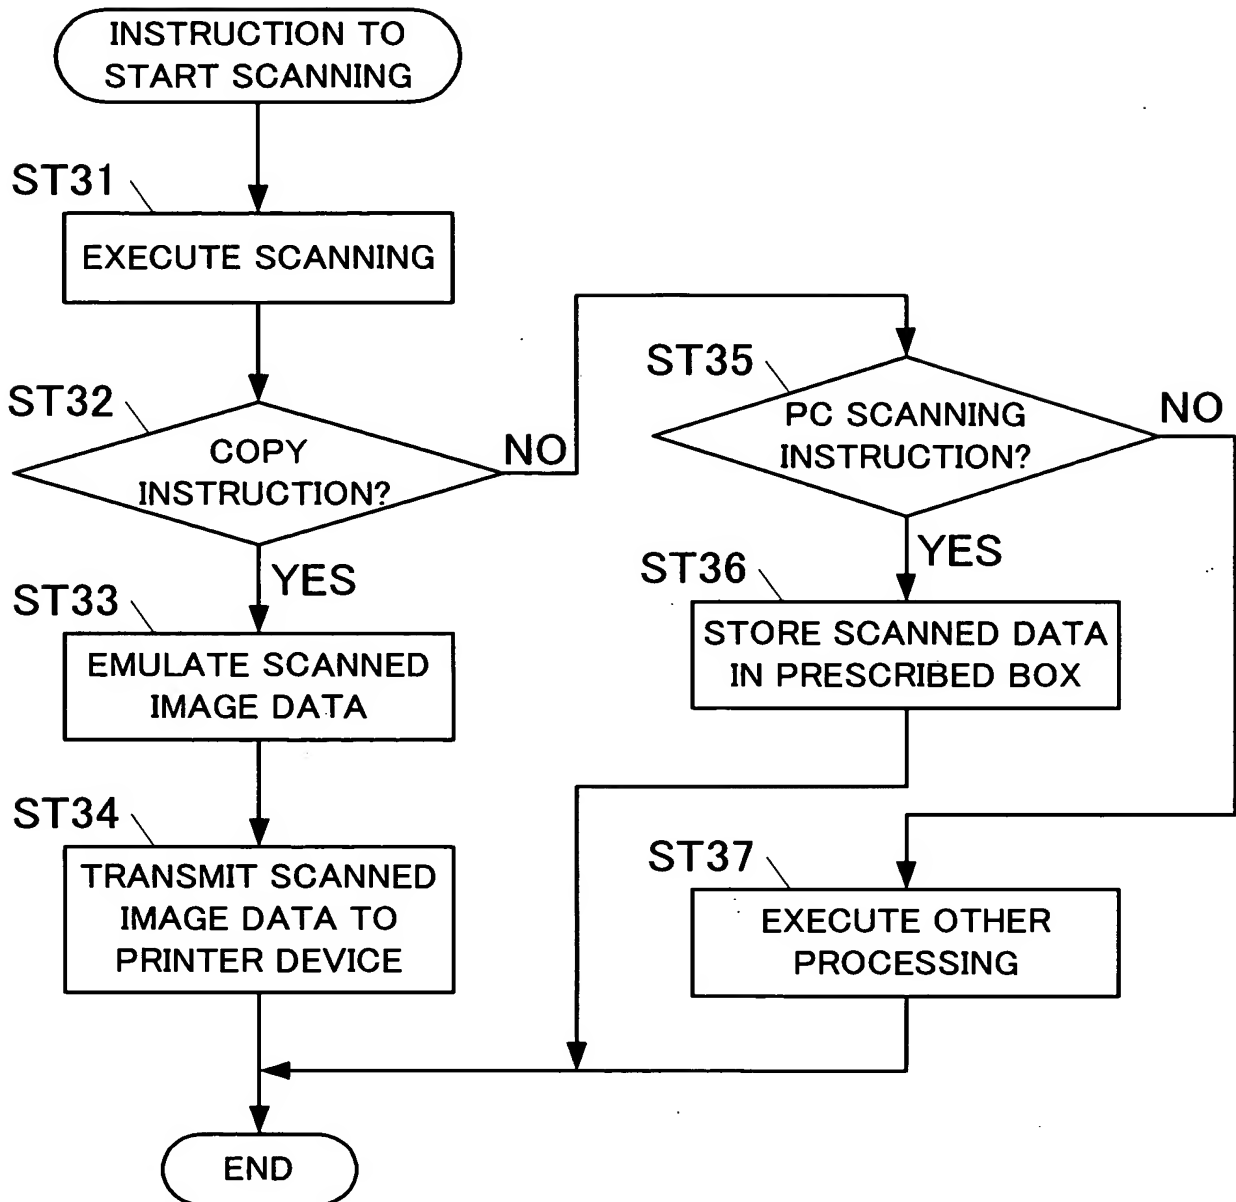 INSTRUCTION TO
START SCANNING
ST31
EXECUTE SCANNING
ST32
COPY
INSTRUCTION?
NO
YES
ST33
EMULATE SCANNED
IMAGE DATA
ST34
TRANSMIT SCANNED
IMAGE DATA TO
PRINTER DEVICE
ST35
PC SCANNING
INSTRUCTION?
NO
YES
ST36
STORE SCANNED DATA
IN PRESCRIBED BOX
ST37
EXECUTE OTHER
PROCESSING
END